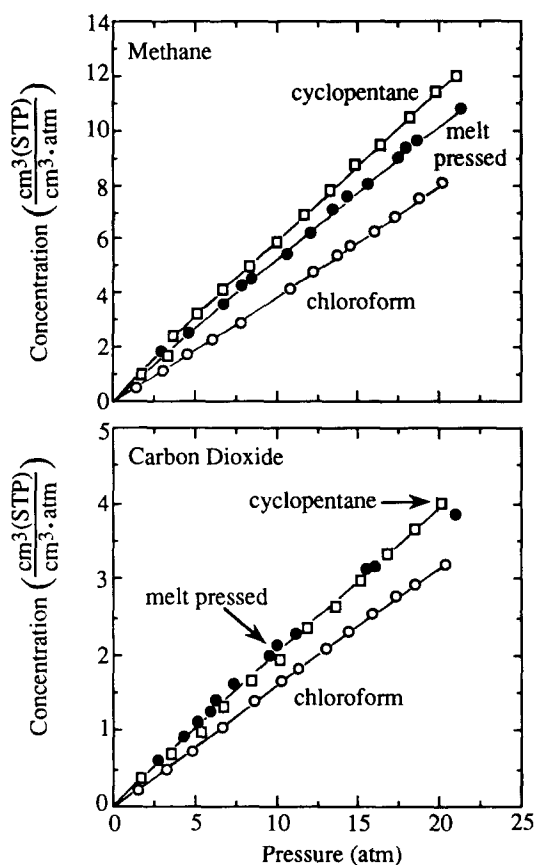 14
12
10
8
6
4
2
0
Methane
cyclopentane
melt
pressed
chloroform
Concentration (cm³(STP)/cm³·atm)
5
4
3
2
1
0
Carbon Dioxide
cyclopentane
melt pressed
chloroform
Concentration (cm³(STP)/cm³·atm)
0 5 10 15 20 25
Pressure (atm)